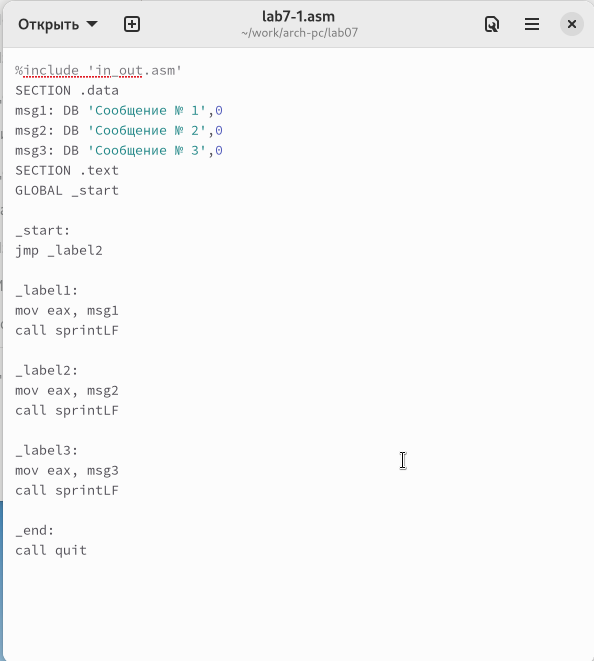 Открыть
lab7-1.asm
~/work/arch-pc/lab07
%include 'in_out.asm'
SECTION .data
msg1: DB 'Сообщение № 1',0
msg2: DB 'Сообщение № 2',0
msg3: DB 'Сообщение № 3',0
SECTION .text
GLOBAL _start
_start:
jmp _label2
_label1:
mov eax, msg1
call sprintLF
_label2:
mov eax, msg2
call sprintLF
_label3:
mov eax, msg3
call sprintLF
_end:
call quit